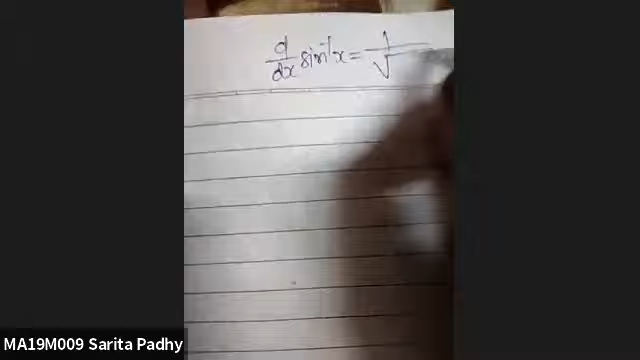 d/dx sin⁻¹x = 1/√
MA19M009 Sarita Padhy